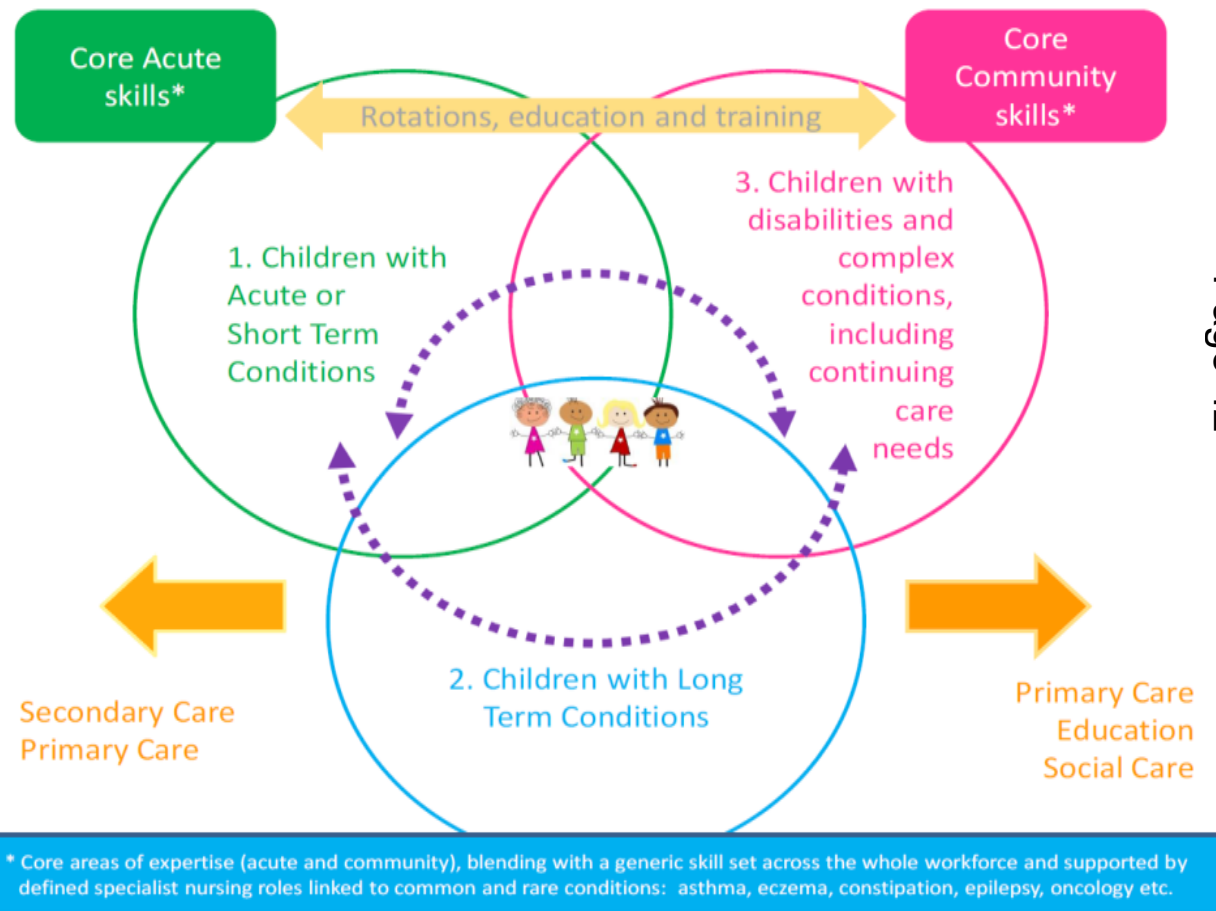 Core Acute
skills*
Core
Community
skills*
Rotations, education and training
1. Children with
Acute or
Short Term
Conditions
3. Children with
disabilities and
complex
conditions,
including
continuing
care
needs
2. Children with Long
Term Conditions
Secondary Care
Primary Care
Primary Care
Education
Social Care
* Core areas of expertise (acute and community), blending with a generic skill set across the whole workforce and supported by
defined specialist nursing roles linked to common and rare conditions: asthma, eczema, constipation, epilepsy, oncology etc.